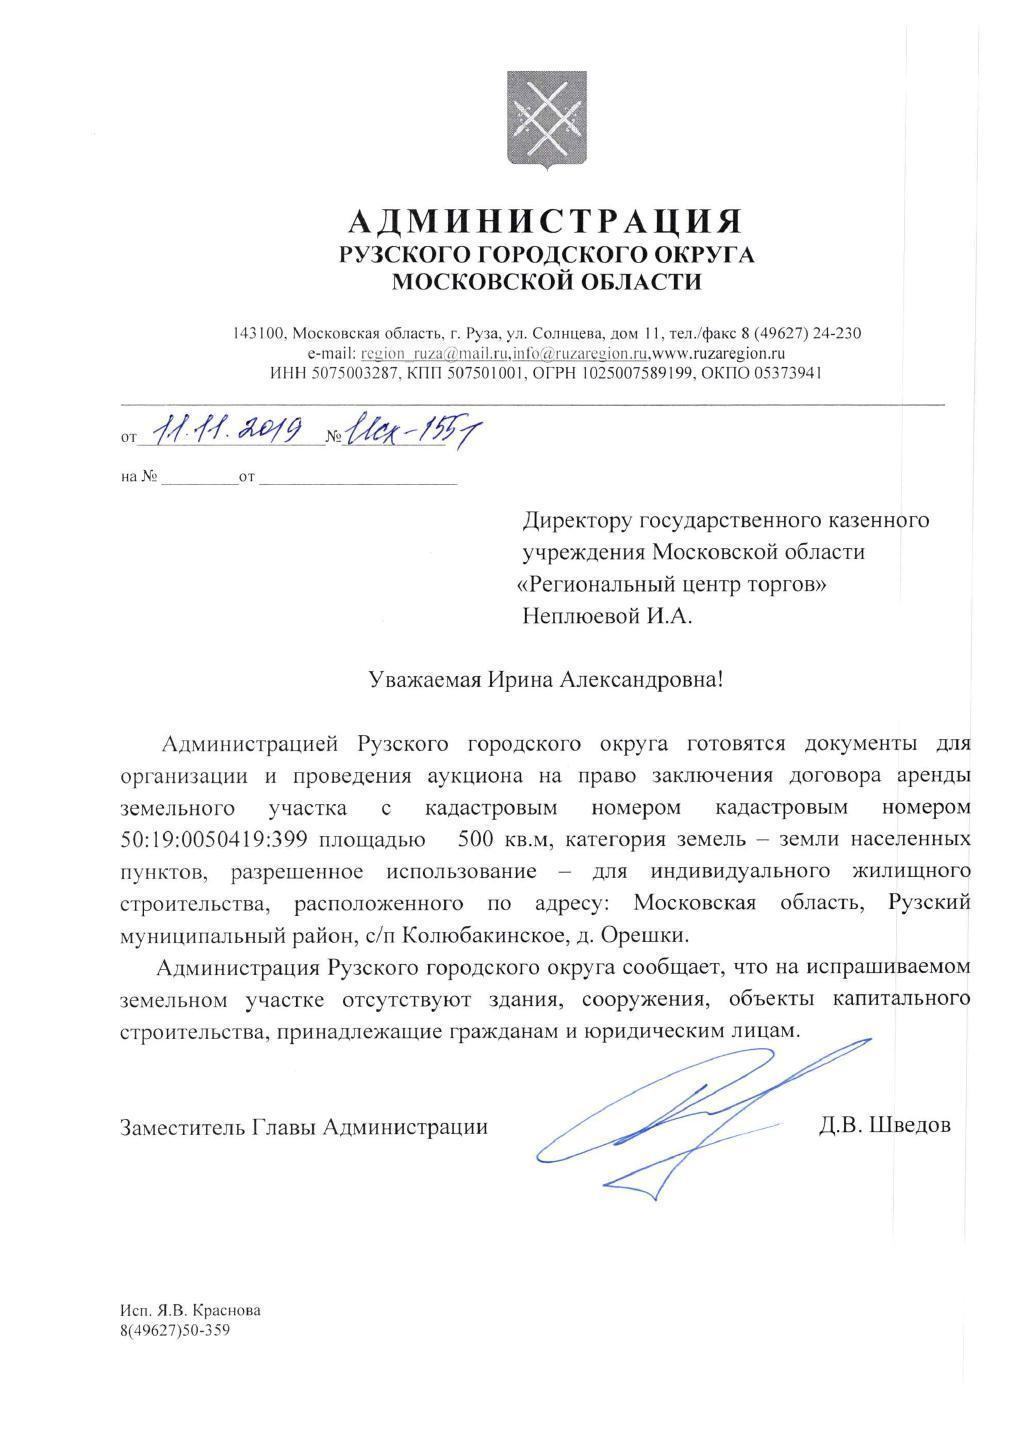 АДМИНИСТРАЦИЯ
РУЗСКОГО ГОРОДСКОГО ОКРУГА
МОСКОВСКОЙ ОБЛАСТИ
143100, Московская область, г. Руза, ул. Солнцева, дом 11, тел./факс 8 (49627) 24-230
e-mail: region_ruza@mail.ru,info@ruzaregion.ru,www.ruzaregion.ru
ИНН 5075003287, КПП 507501001, ОГРН 1025007589199, ОКПО 05373941
от 11.11.2019 № Исх-1551
на № _________от _______________________
Директору государственного казенного
учреждения Московской области
«Региональный центр торгов»
Неплюевой И.А.
Уважаемая Ирина Александровна!
Администрацией Рузского городского округа готовятся документы для
организации и проведения аукциона на право заключения договора аренды
земельного участка с кадастровым номером кадастровым номером
50:19:0050419:399 площадью 500 кв.м, категория земель – земли населенных
пунктов, разрешенное использование – для индивидуального жилищного
строительства, расположенного по адресу: Московская область, Рузский
муниципальный район, с/п Колюбакинское, д. Орешки.
Администрация Рузского городского округа сообщает, что на испрашиваемом
земельном участке отсутствуют здания, сооружения, объекты капитального
строительства, принадлежащие гражданам и юридическим лицам.
Заместитель Главы Администрации Д.В. Шведов
Исп. Я.В. Краснова
8(49627)50-359